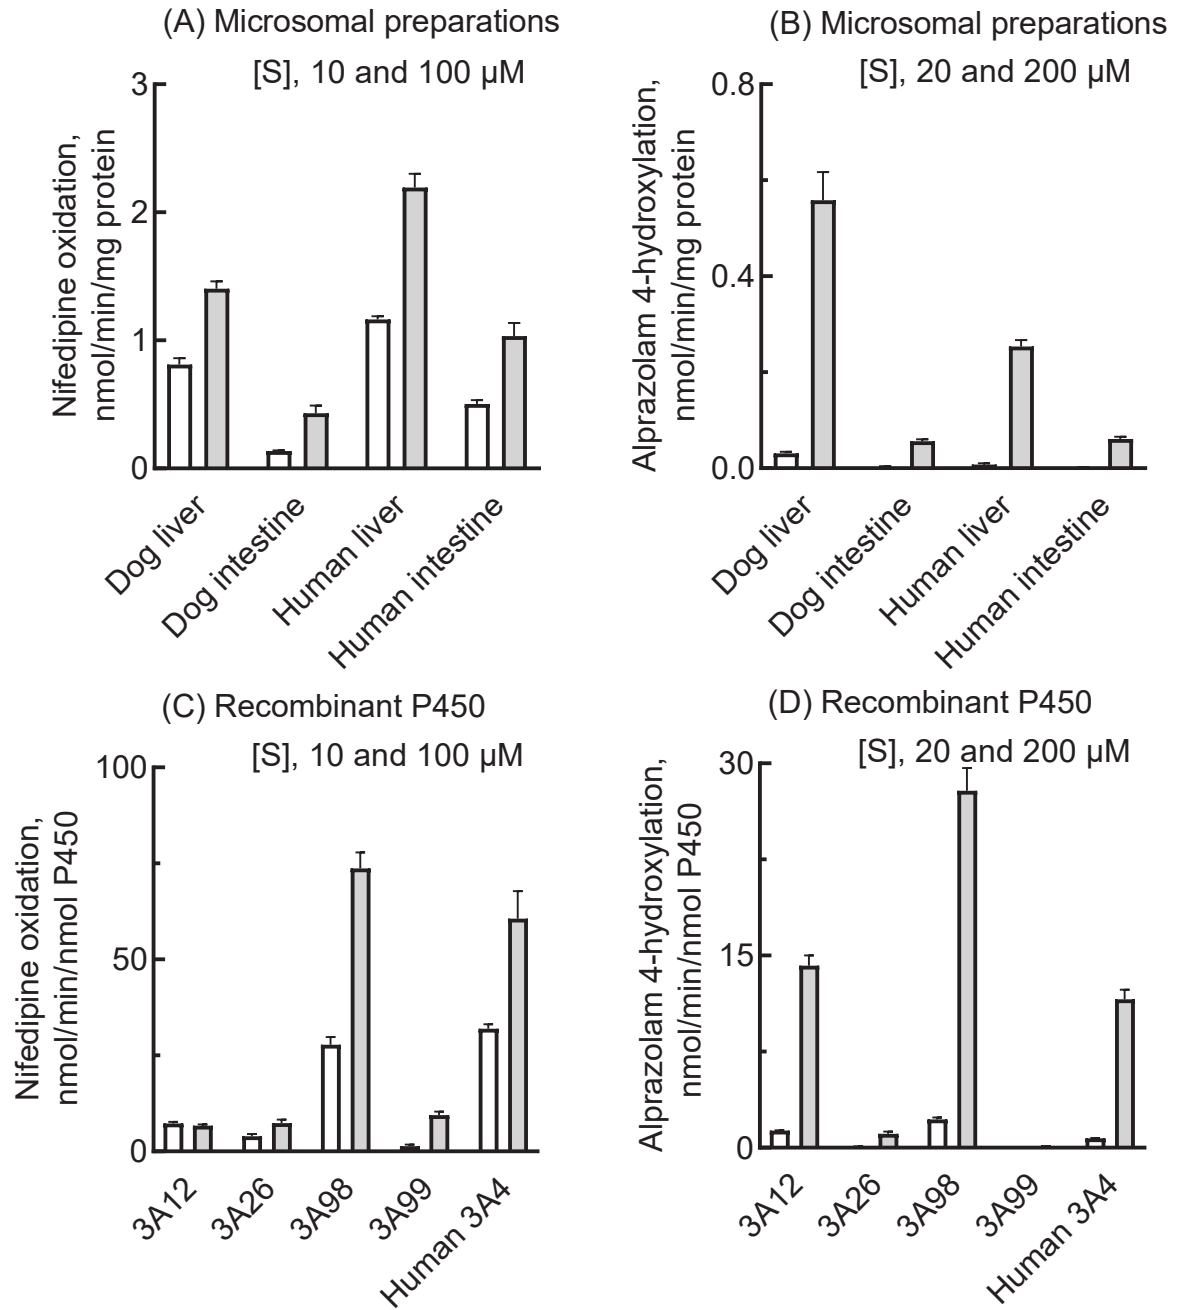 (A) Microsomal preparations
[S], 10 and 100 µM
Nifedipine oxidation,
nmol/min/mg protein
3
2
1
0
Dog liver
Dog intestine
Human liver
Human intestine
(B) Microsomal preparations
[S], 20 and 200 µM
Alprazolam 4-hydroxylation,
nmol/min/mg protein
0.8
0.4
0.0
Dog liver
Dog intestine
Human liver
Human intestine
(C) Recombinant P450
[S], 10 and 100 µM
Nifedipine oxidation,
nmol/min/nmol P450
100
50
0
3A12
3A26
3A98
3A99
Human 3A4
(D) Recombinant P450
[S], 20 and 200 µM
Alprazolam 4-hydroxylation,
nmol/min/nmol P450
30
15
0
3A12
3A26
3A98
3A99
Human 3A4